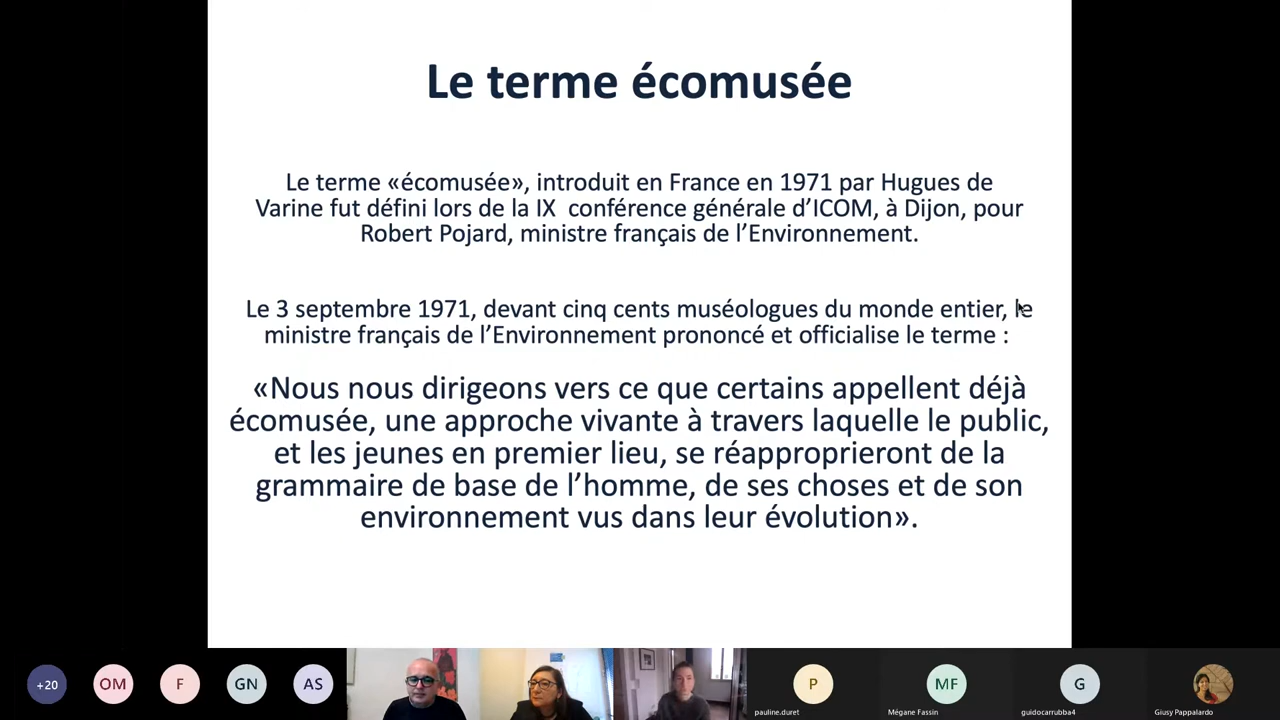 Le terme écomusée
Le terme «écomusée», introduit en France en 1971 par Hugues de
Varine fut défini lors de la IX conférence générale d’ICOM, à Dijon, pour
Robert Pojard, ministre français de l’Environnement.
Le 3 septembre 1971, devant cinq cents muséologues du monde entier, le
ministre français de l’Environnement prononcé et officialise le terme :
«Nous nous dirigeons vers ce que certains appellent déjà
écomusée, une approche vivante à travers laquelle le public,
et les jeunes en premier lieu, se réapproprieront de la
grammaire de base de l’homme, de ses choses et de son
environnement vus dans leur évolution».
+20
OM
F
GN
AS
P
MF
G
pauline.duret
Mégane Fassin
guidocarrubba4
Giusy Pappalardo